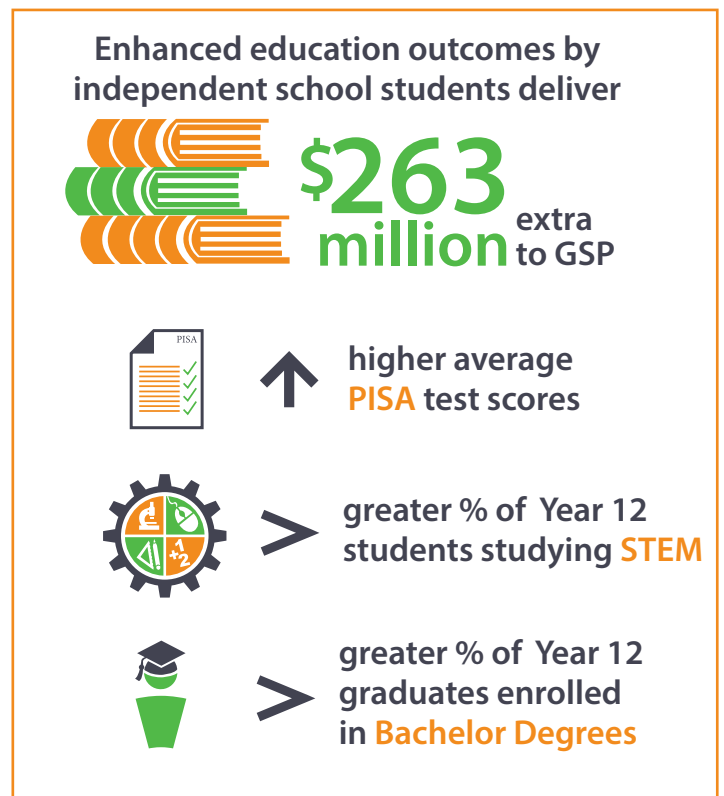 Enhanced education outcomes by
independent school students deliver
$263
million extra
to GSP
PISA
higher average
PISA test scores
greater % of Year 12
students studying STEM
+1
2
greater % of Year 12
graduates enrolled
in Bachelor Degrees